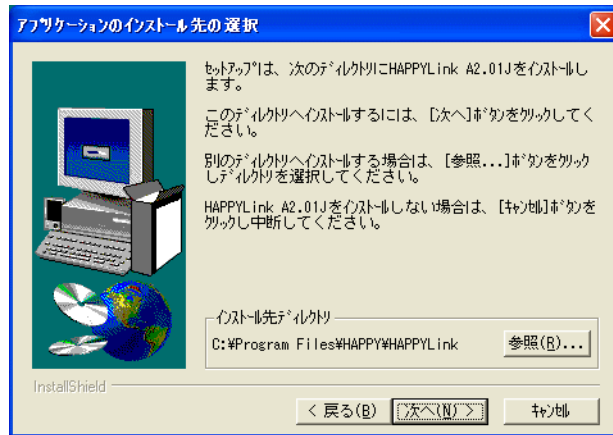 アプリケーションのインストール先の選択
ｾｯﾄｱｯﾌﾟは、次のﾃﾞｨﾚｸﾄﾘにHAPPYLink A2.01Jをｲﾝｽﾄｰﾙし
ます。
このﾃﾞｨﾚｸﾄﾘへｲﾝｽﾄｰﾙするには、[次へ]ﾎﾞﾀﾝをｸﾘｯｸしてく
ださい。
別のﾃﾞｨﾚｸﾄﾘへｲﾝｽﾄｰﾙする場合は、[参照...]ﾎﾞﾀﾝをｸﾘｯｸ
しﾃﾞｨﾚｸﾄﾘを選択してください。
HAPPYLink A2.01Jをｲﾝｽﾄｰﾙしない場合は、[ｷｬﾝｾﾙ]ﾎﾞﾀﾝを
ｸﾘｯｸし中断してください。
ｲﾝｽﾄｰﾙ先ﾃﾞｨﾚｸﾄﾘ
C:¥Program Files¥HAPPY¥HAPPYLink
参照(R)...
InstallShield
< 戻る(B)
次へ(N) >
ｷｬﾝｾﾙ